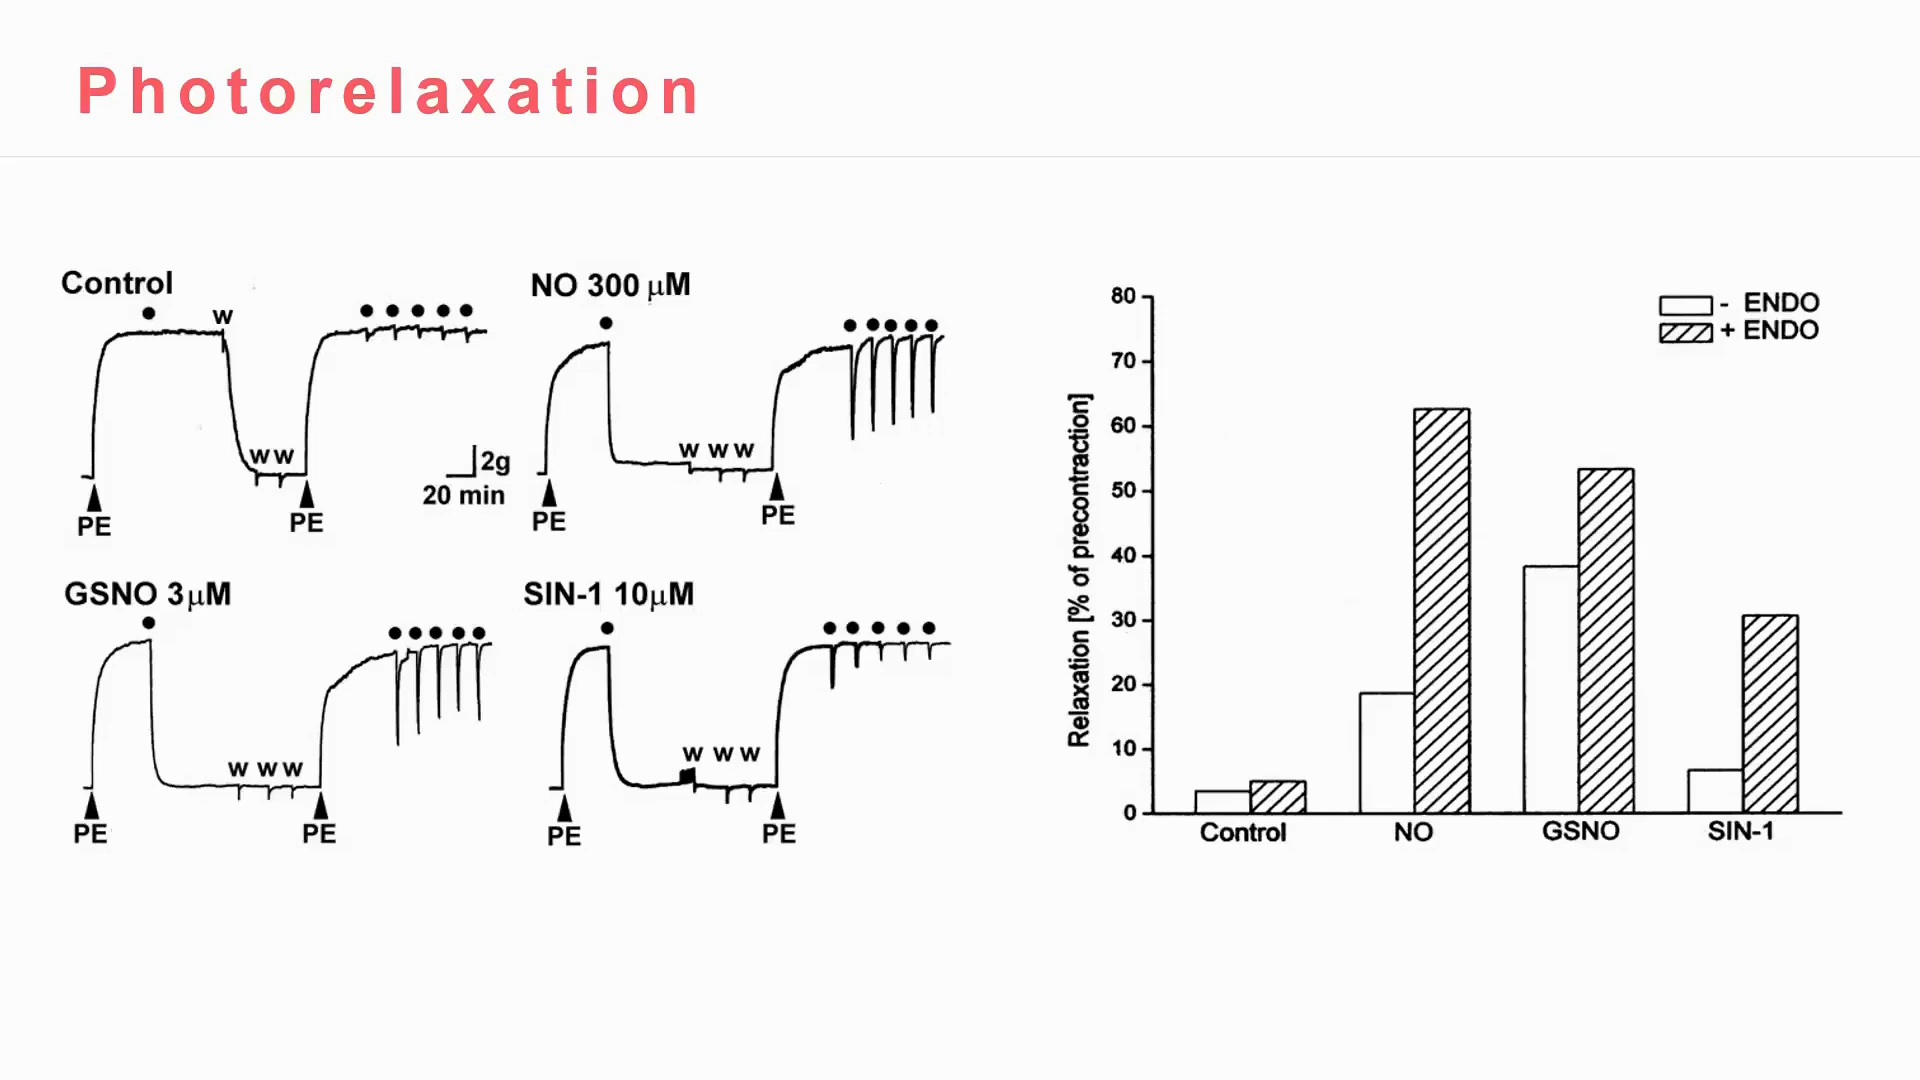 Photorelaxation
Control
W
W W
PE
PE
2g
20 min
NO 300 μM
W W W
PE
PE
GSNO 3μM
W W W
PE
PE
SIN-1 10μM
W W W
PE
PE
- ENDO
+ ENDO
Relaxation [% of precontraction]
80
70
60
50
40
30
20
10
0
Control NO GSNO SIN-1